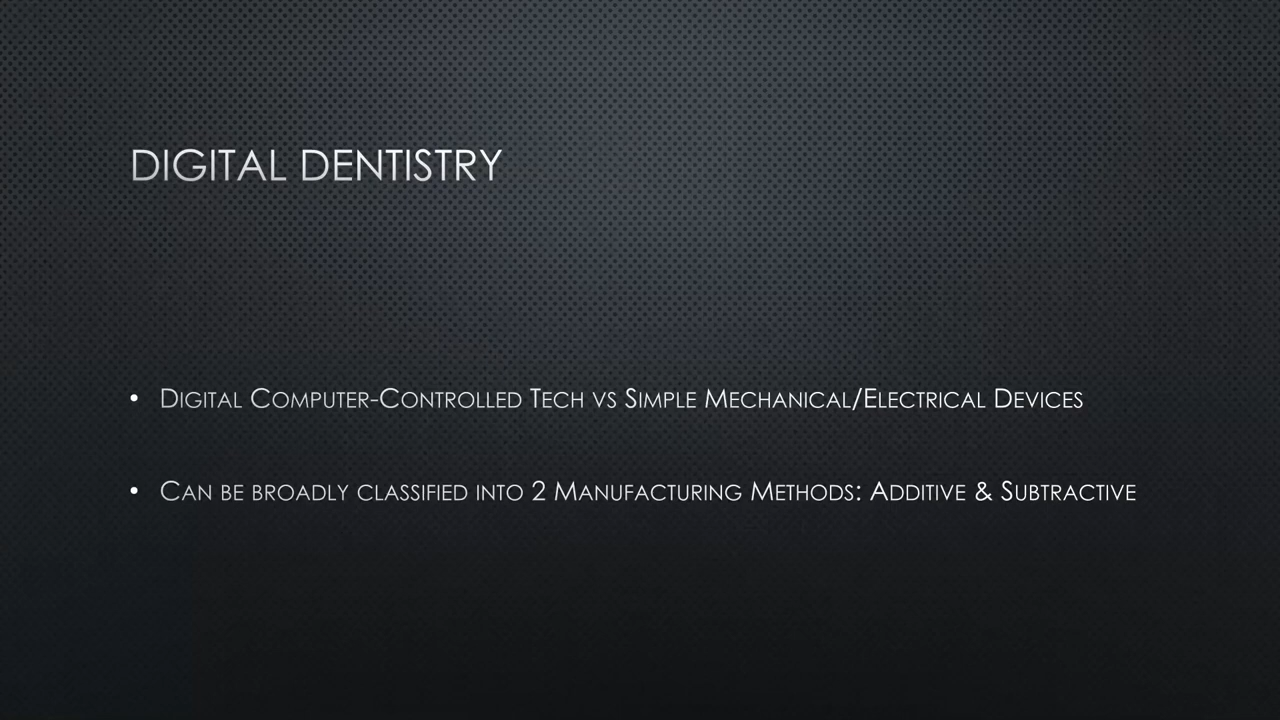 DIGITAL DENTISTRY
• DIGITAL COMPUTER-CONTROLLED TECH VS SIMPLE MECHANICAL/ELECTRICAL DEVICES
• CAN BE BROADLY CLASSIFIED INTO 2 MANUFACTURING METHODS: ADDITIVE & SUBTRACTIVE